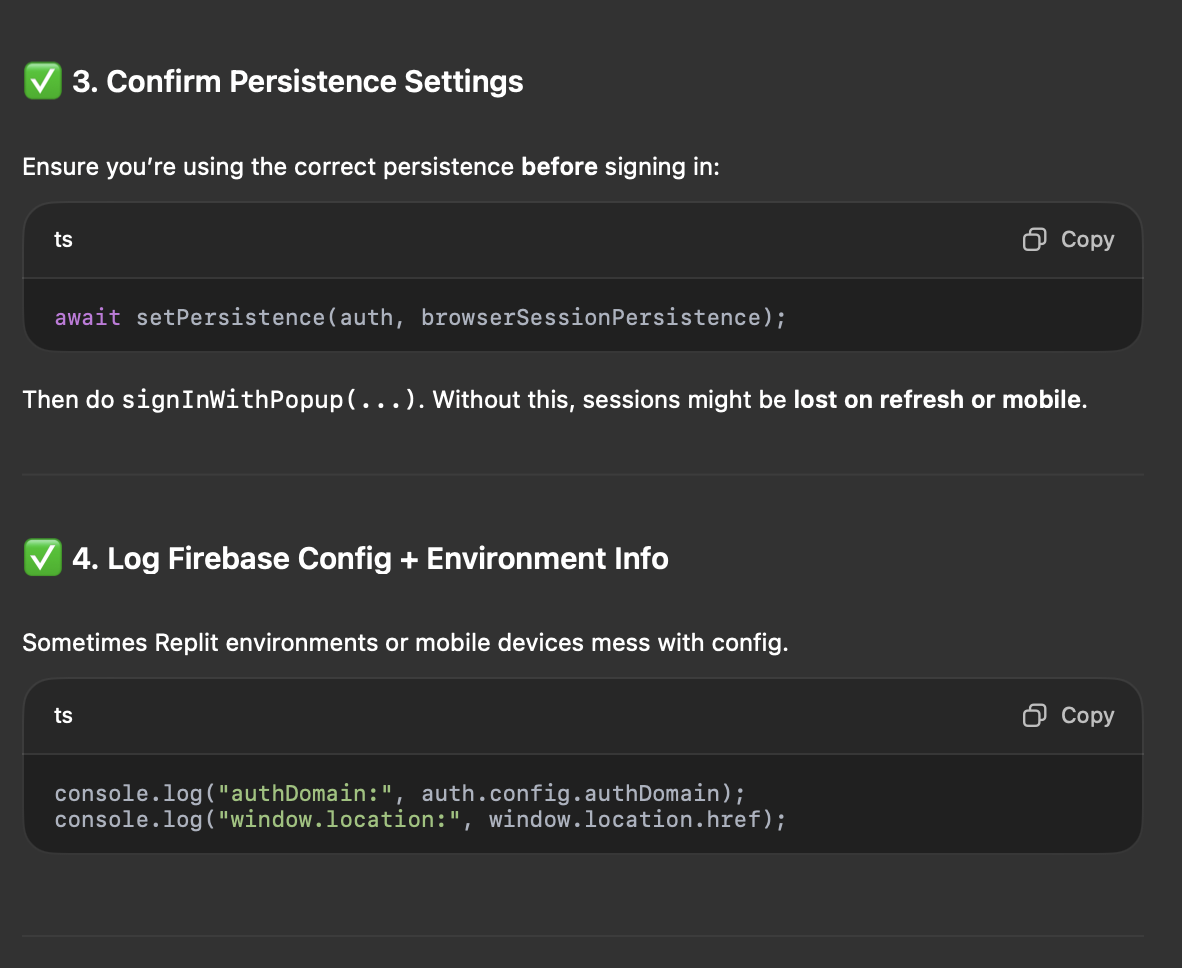 ✅ 3. Confirm Persistence Settings
Ensure you’re using the correct persistence before signing in:
ts
Copy
await setPersistence(auth, browserSessionPersistence);
Then do signInWithPopup(...). Without this, sessions might be lost on refresh or mobile.
✅ 4. Log Firebase Config + Environment Info
Sometimes Replit environments or mobile devices mess with config.
ts
Copy
console.log("authDomain:", auth.config.authDomain);
console.log("window.location:", window.location.href);